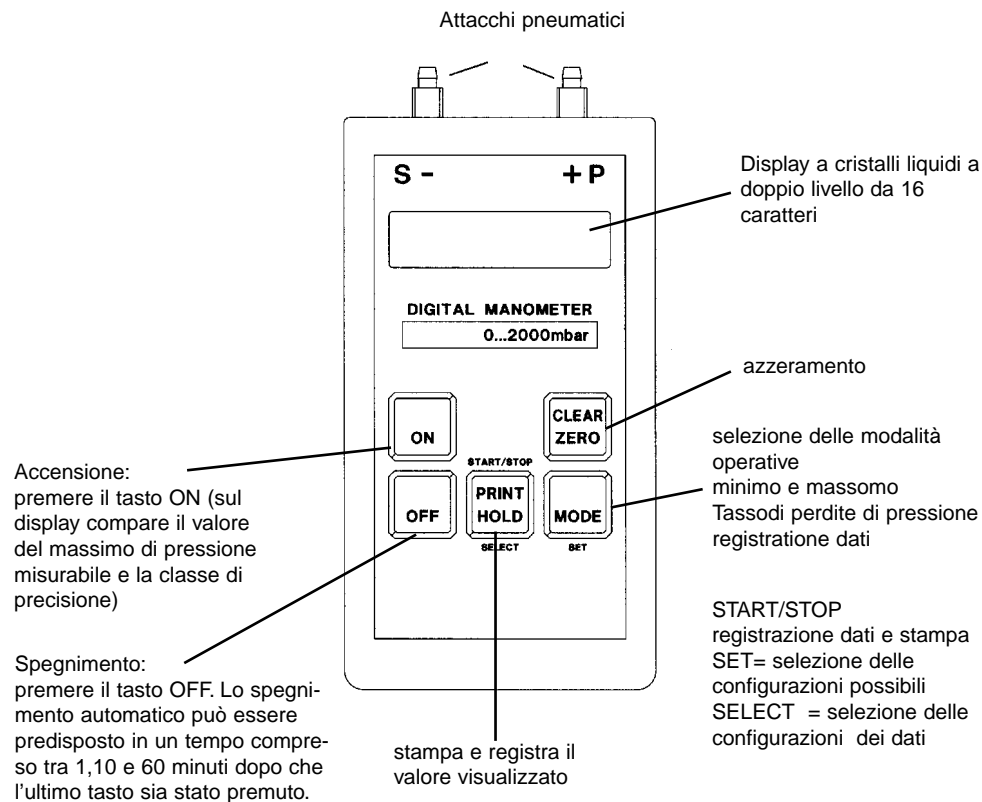 Attacchi pneumatici
S - + P
Display a cristalli liquidi a
doppio livello da 16
caratteri
DIGITAL MANOMETER
0...2000mbar
azzeramento
ON
CLEAR
ZERO
START/STOP
OFF
PRINT
HOLD
MODE
SELECT
SET
selezione delle modalità
operative
minimo e massomo
Tassodi perdite di pressione
registratione dati
Accensione:
premere il tasto ON (sul
display compare il valore
del massimo di pressione
misurabile e la classe di
precisione)
START/STOP
registrazione dati e stampa
SET= selezione delle
configurazioni possibili
SELECT = selezione delle
configurazioni dei dati
Spegnimento:
premere il tasto OFF. Lo spegni-
mento automatico può essere
predisposto in un tempo compre-
so tra 1,10 e 60 minuti dopo che
l'ultimo tasto sia stato premuto.
stampa e registra il
valore visualizzato